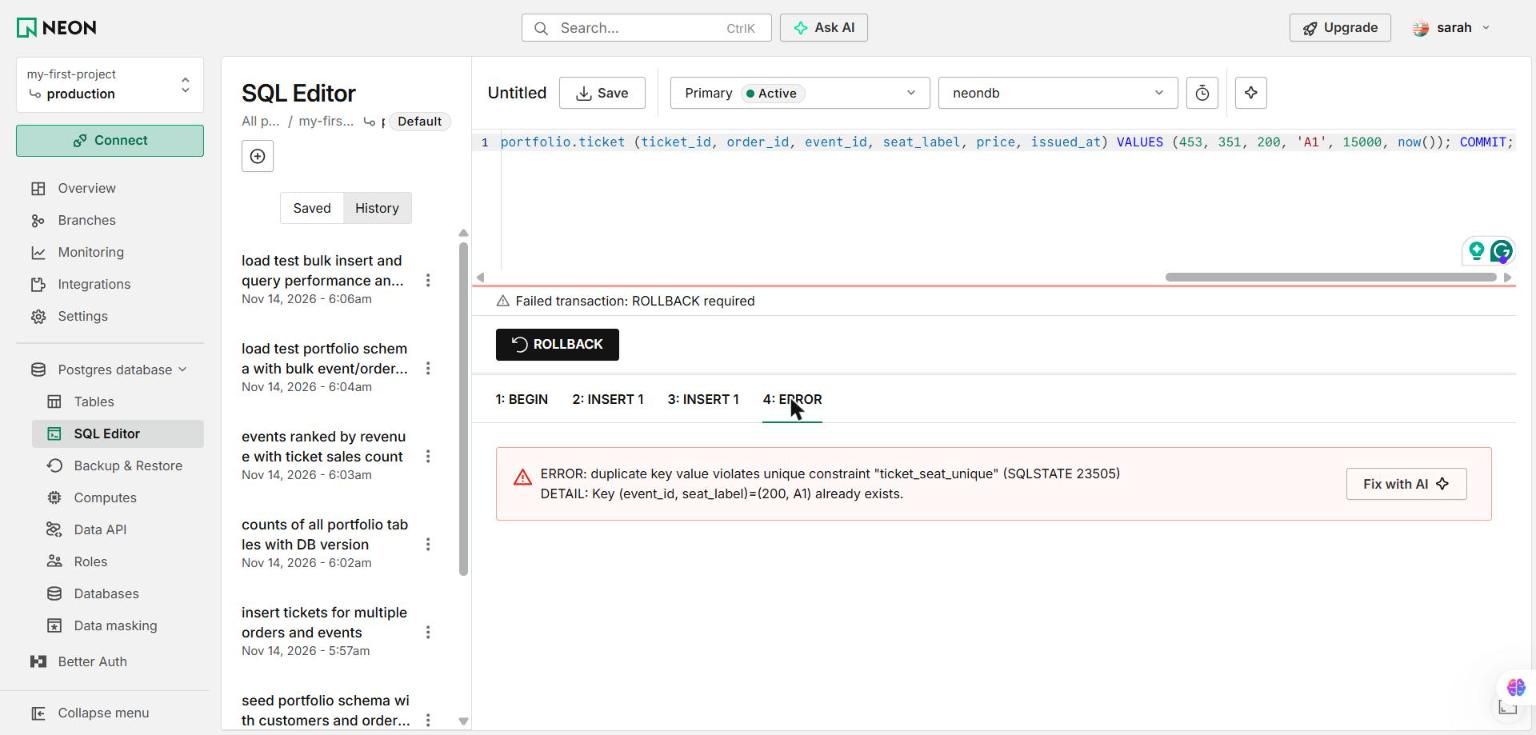 NEON
Search...
CtrlK
Ask AI
Upgrade
sarah
my-first-project
production
Connect
Overview
Branches
Monitoring
Integrations
Settings
Postgres database
Tables
SQL Editor
Backup & Restore
Computes
Data API
Roles
Databases
Data masking
Better Auth
Collapse menu
SQL Editor
All p... / my-firs... Default
Saved
History
load test bulk insert and
query performance an...
Nov 14, 2026 - 6:06am
load test portfolio schem
a with bulk event/order...
Nov 14, 2026 - 6:04am
events ranked by revenu
e with ticket sales count
Nov 14, 2026 - 6:03am
counts of all portfolio tab
les with DB version
Nov 14, 2026 - 6:02am
insert tickets for multiple
orders and events
Nov 14, 2026 - 5:57am
seed portfolio schema wi
th customers and order...
Untitled
Save
Primary
Active
neondb
1 portfolio.ticket (ticket_id, order_id, event_id, seat_label, price, issued_at) VALUES (453, 351, 200, 'A1', 15000, now()); COMMIT;
Failed transaction: ROLLBACK required
ROLLBACK
1: BEGIN
2: INSERT 1
3: INSERT 1
4: ERROR
ERROR: duplicate key value violates unique constraint "ticket_seat_unique" (SQLSTATE 23505)
DETAIL: Key (event_id, seat_label)=(200, A1) already exists.
Fix with AI